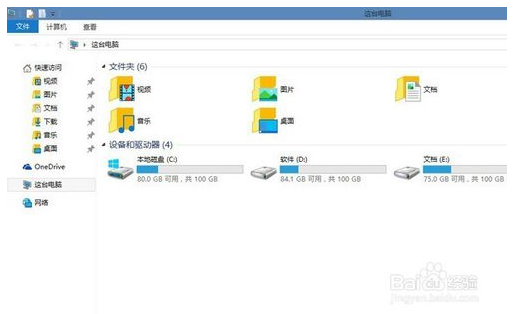 这台电脑
文件 计算机 查看
这台电脑
快速访问
视频
图片
文档
下载
音乐
桌面
OneDrive
这台电脑
网络
文件夹 (6)
视频 图片 文档
音乐 桌面
设备和驱动器 (4)
本地磁盘 (C:)
80.0 GB 可用，共 100 GB
软件 (D:)
84.1 GB 可用，共 100 GB
文档 (E:)
75.0 GB 可用，共 100 GB
Baidu 经验
jingyan.baidu.com